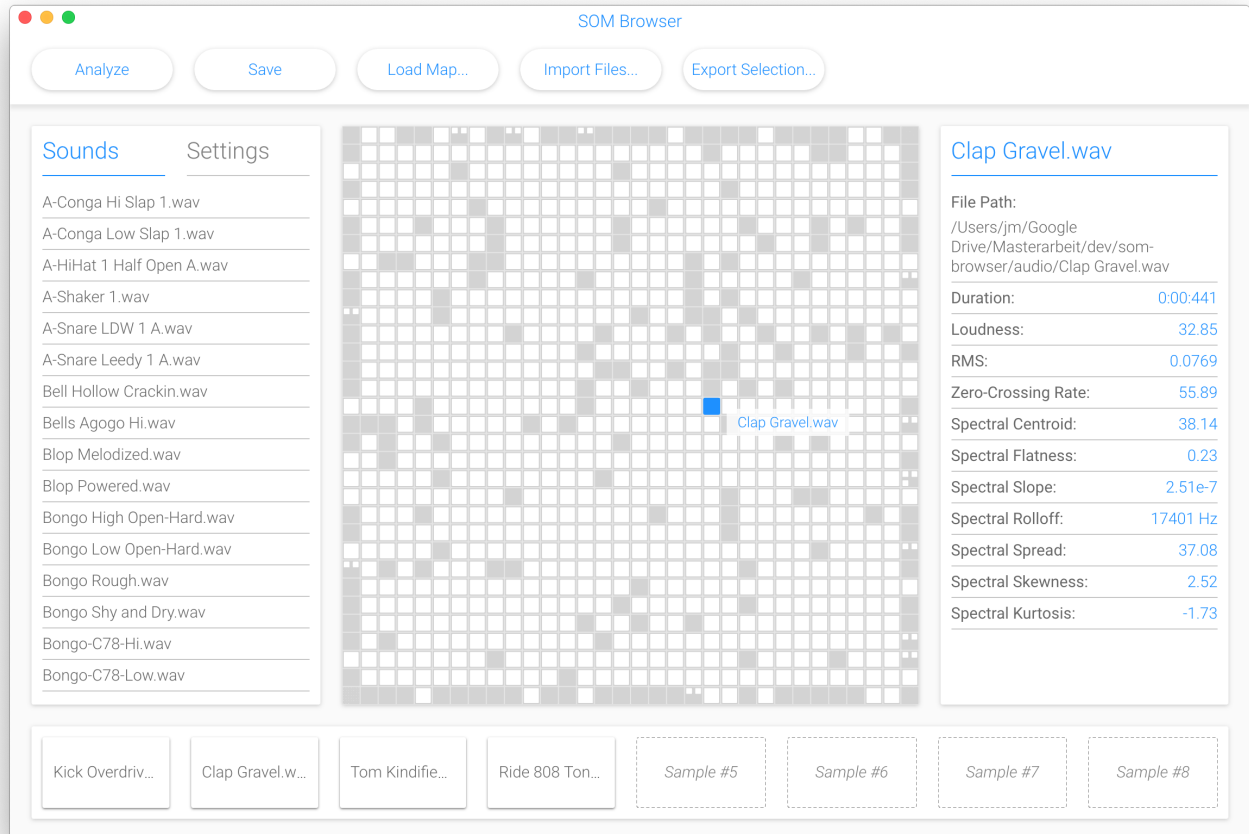 SOM Browser
Analyze
Save
Load Map...
Import Files...
Export Selection...
Sounds
Settings
A-Conga Hi Slap 1.wav
A-Conga Low Slap 1.wav
A-HiHat 1 Half Open A.wav
A-Shaker 1.wav
A-Snare LDW 1 A.wav
A-Snare Leedy 1 A.wav
Bell Hollow Crackin.wav
Bells Agogo Hi.wav
Blop Melodized.wav
Blop Powered.wav
Bongo High Open-Hard.wav
Bongo Low Open-Hard.wav
Bongo Rough.wav
Bongo Shy and Dry.wav
Bongo-C78-Hi.wav
Bongo-C78-Low.wav
Clap Gravel.wav
Clap Gravel.wav
File Path:
/Users/jm/Google
Drive/Masterarbeit/dev/som-
browser/audio/Clap Gravel.wav
Duration: 0:00:441
Loudness: 32.85
RMS: 0.0769
Zero-Crossing Rate: 55.89
Spectral Centroid: 38.14
Spectral Flatness: 0.23
Spectral Slope: 2.51e-7
Spectral Rolloff: 17401 Hz
Spectral Spread: 37.08
Spectral Skewness: 2.52
Spectral Kurtosis: -1.73
Kick Overdriv...
Clap Gravel.w...
Tom Kindifie...
Ride 808 Ton...
Sample #5
Sample #6
Sample #7
Sample #8